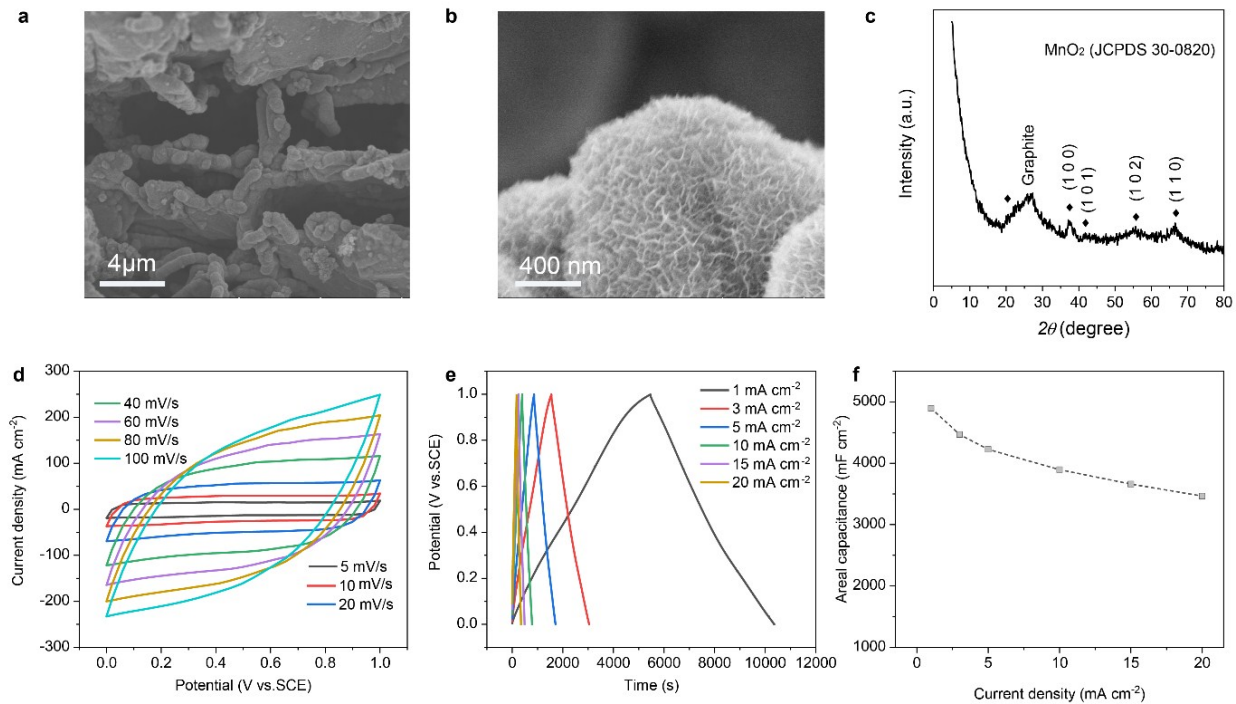 a
4μm
b
400 nm
c
MnO₂ (JCPDS 30-0820)
Graphite
(1 0 0)
(1 0 1)
(1 0 2)
(1 1 0)
Intensity (a.u.)
0 10 20 30 40 50 60 70 80
2θ (degree)
d
300
200
100
0
-100
-200
-300
40 mV/s
60 mV/s
80 mV/s
100 mV/s
5 mV/s
10 mV/s
20 mV/s
Current density (mA cm⁻²)
0.0 0.2 0.4 0.6 0.8 1.0
Potential (V vs.SCE)
e
1.0
0.8
0.6
0.4
0.2
0.0
1 mA cm⁻²
3 mA cm⁻²
5 mA cm⁻²
10 mA cm⁻²
15 mA cm⁻²
20 mA cm⁻²
Potential (V vs.SCE)
0 2000 4000 6000 8000 10000 12000
Time (s)
f
5000
4000
3000
2000
1000
Areal capacitance (mF cm⁻²)
0 5 10 15 20
Current density (mA cm⁻²)